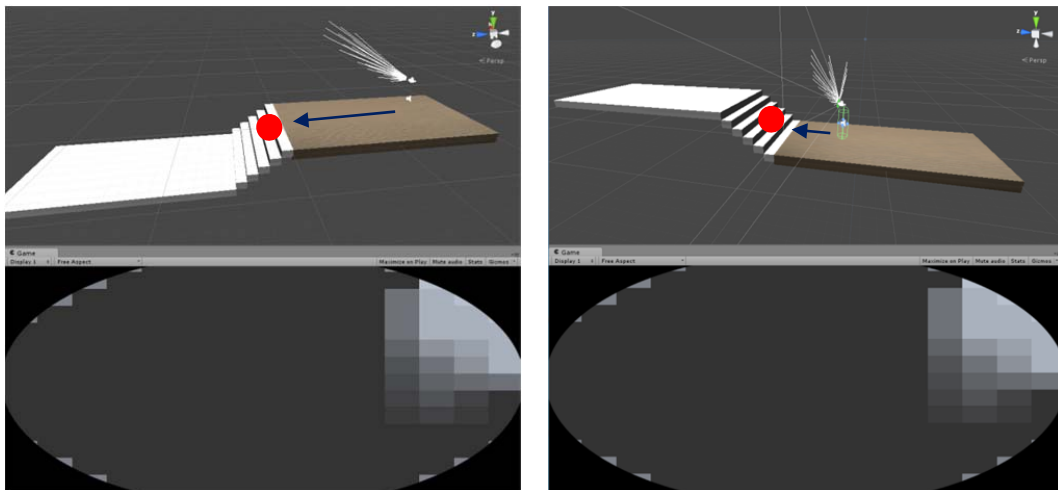 y
z
Persp
Game
Display 1
Free Aspect
Maximize on Play
Mute audio
Stats
Gizmos
y
z
Persp
Game
Display 1
Free Aspect
Maximize on Play
Mute audio
Stats
Gizmos